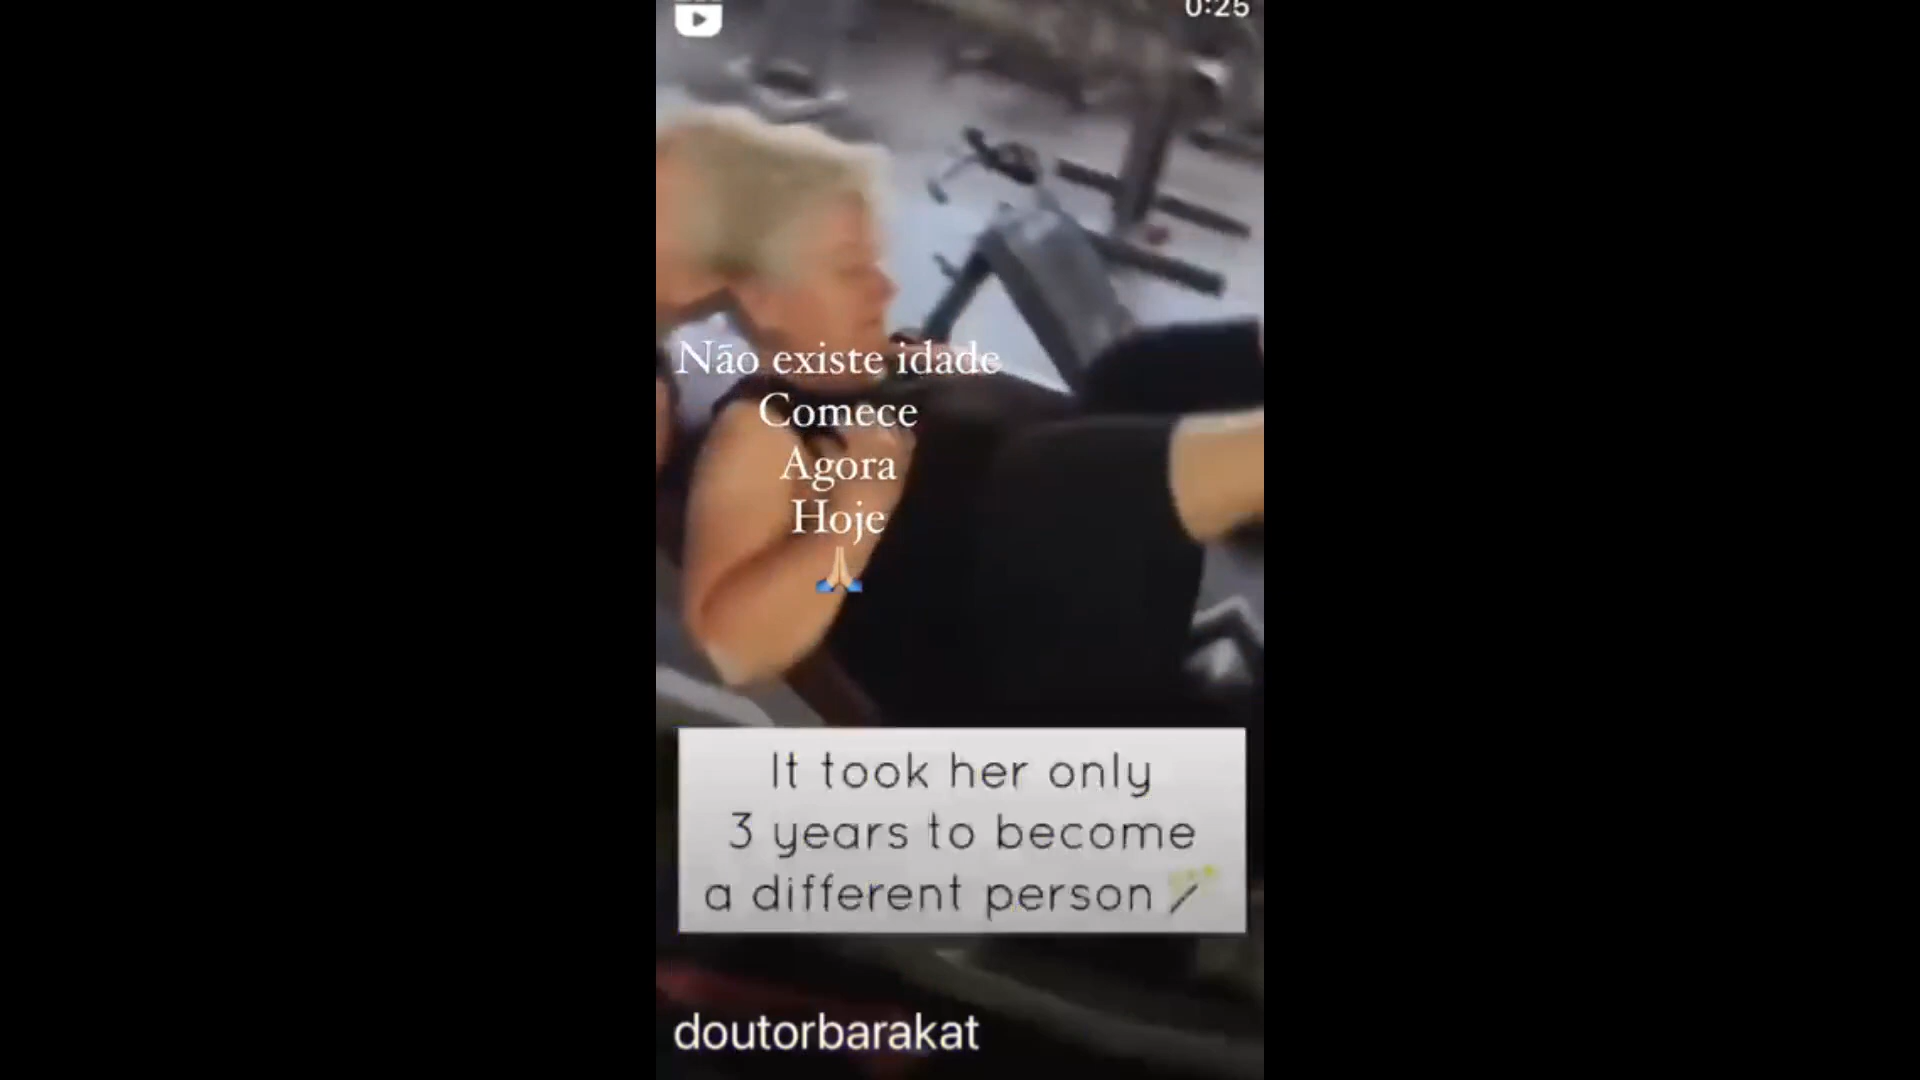 0:25
Não existe idade
Comece
Agora
Hoje
It took her only
3 years to become
a different person
doutorbarakat